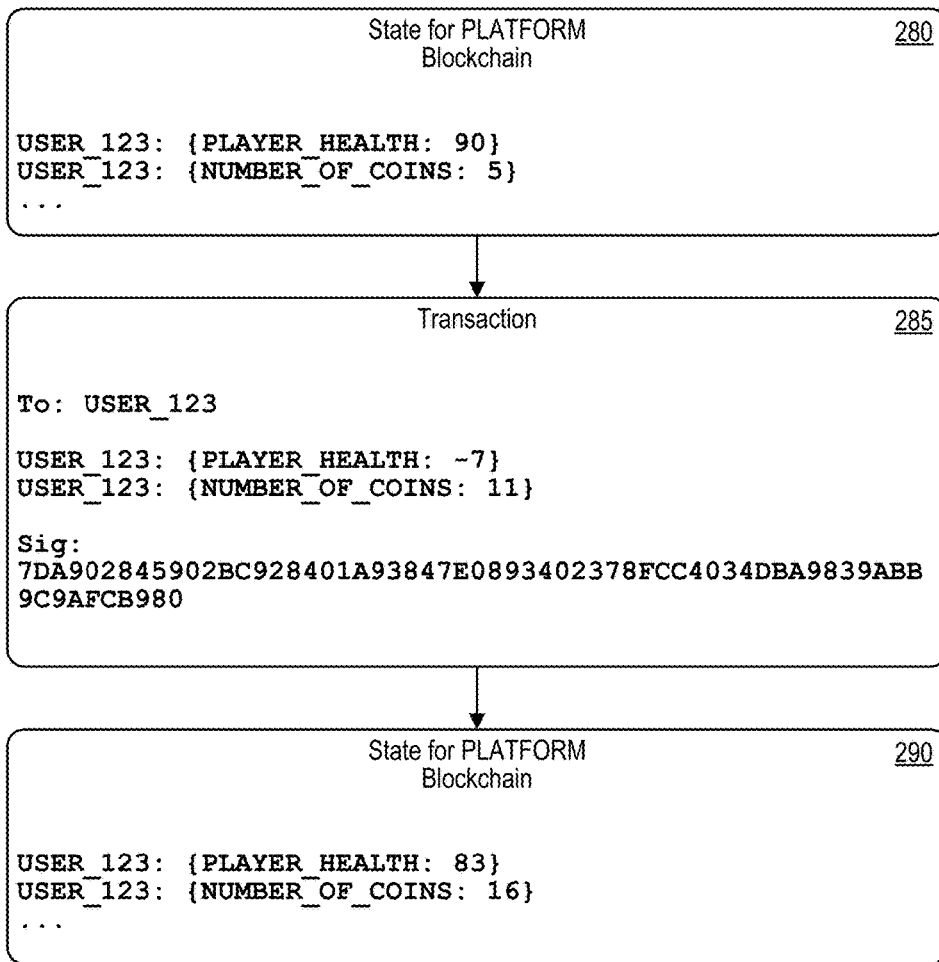 State for PLATFORM 280
Blockchain
USER_123: {PLAYER_HEALTH: 90}
USER_123: {NUMBER_OF_COINS: 5}
...
Transaction 285
To: USER_123
USER_123: {PLAYER_HEALTH: -7}
USER_123: {NUMBER_OF_COINS: 11}
Sig:
7DA902845902BC928401A93847E0893402378FCC4034DBA9839ABB
9C9AFCB980
State for PLATFORM 290
Blockchain
USER_123: {PLAYER_HEALTH: 83}
USER_123: {NUMBER_OF_COINS: 16}
...